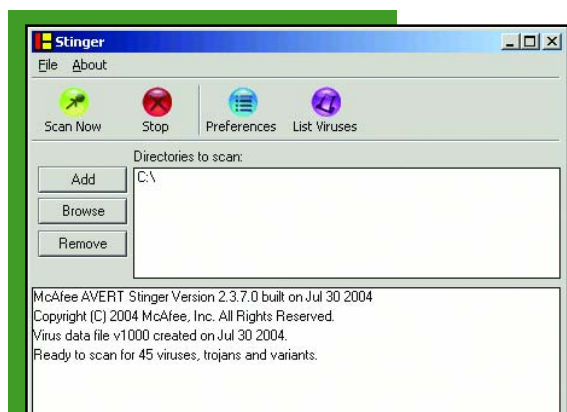 Stinger
File About
Scan Now Stop Preferences List Viruses
Directories to scan:
Add
C:\
Browse
Remove
McAfee AVERT Stinger Version 2.3.7.0 built on Jul 30 2004
Copyright (C) 2004 McAfee, Inc. All Rights Reserved.
Virus data file v1000 created on Jul 30 2004.
Ready to scan for 45 viruses, trojans and variants.